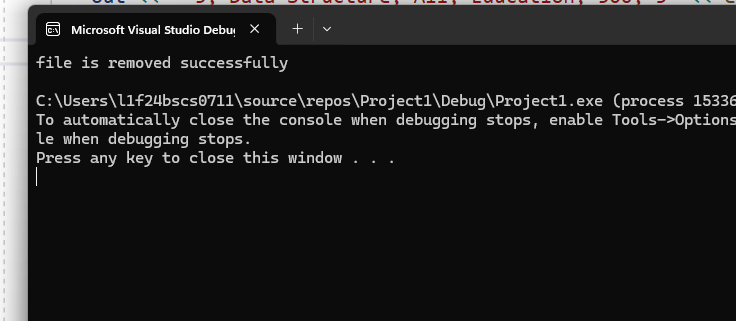 Microsoft Visual Studio Debug
file is removed successfully
C:\Users\l1f24bscs0711\source\repos\Project1\Debug\Project1.exe (process 15336
To automatically close the console when debugging stops, enable Tools->Options
le when debugging stops.
Press any key to close this window . . .